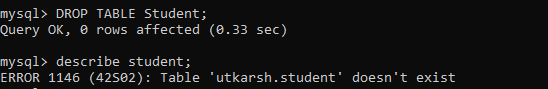 mysql> DROP TABLE Student;
Query OK, 0 rows affected (0.33 sec)
mysql> describe student;
ERROR 1146 (42S02): Table 'utkarsh.student' doesn't exist